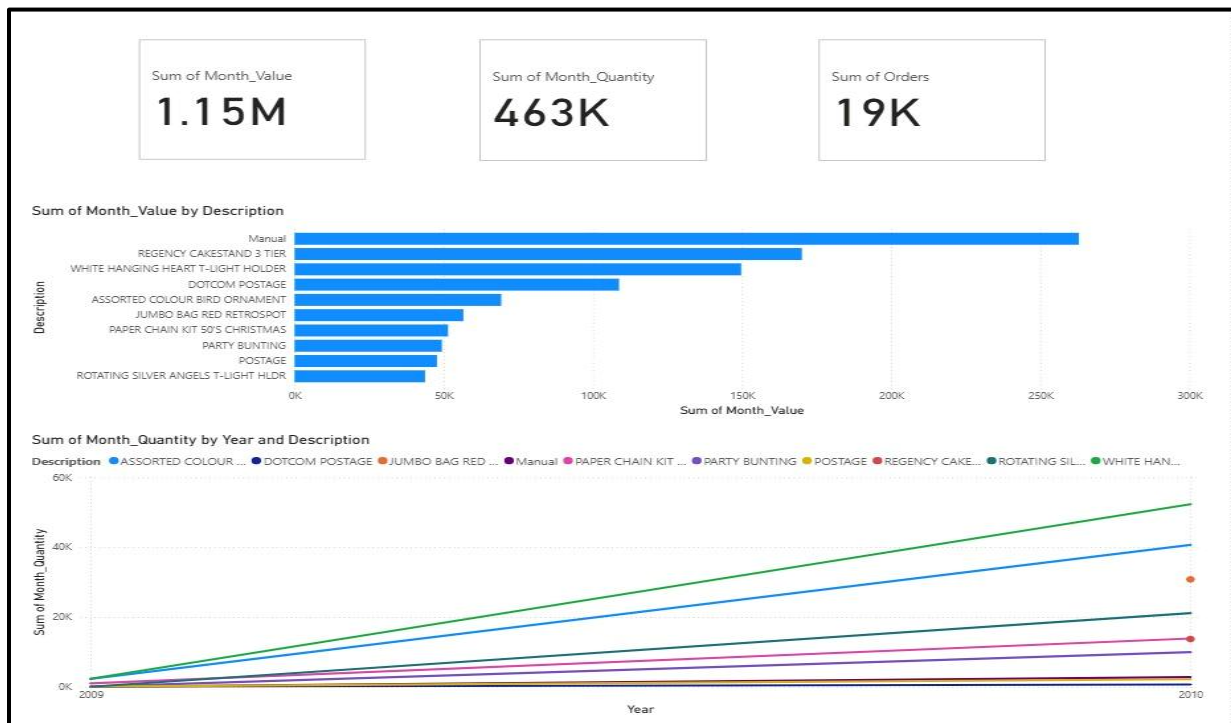 Sum of Month_Value
1.15M
Sum of Month_Quantity
463K
Sum of Orders
19K
Sum of Month_Value by Description
Description
Manual
REGENCY CAKESTAND 3 TIER
WHITE HANGING HEART T-LIGHT HOLDER
DOTCOM POSTAGE
ASSORTED COLOUR BIRD ORNAMENT
JUMBO BAG RED RETROSPOT
PAPER CHAIN KIT 50'S CHRISTMAS
PARTY BUNTING
POSTAGE
ROTATING SILVER ANGELS T-LIGHT HLDR
0K 50K 100K 150K 200K 250K 300K
Sum of Month_Value
Sum of Month_Quantity by Year and Description
Description ASSORTED COLOUR ... DOTCOM POSTAGE JUMBO BAG RED ... Manual PAPER CHAIN KIT ... PARTY BUNTING POSTAGE REGENCY CAKE... ROTATING SIL... WHITE HAN...
Sum of Month_Quantity
60K
40K
20K
0K
2009 2010
Year